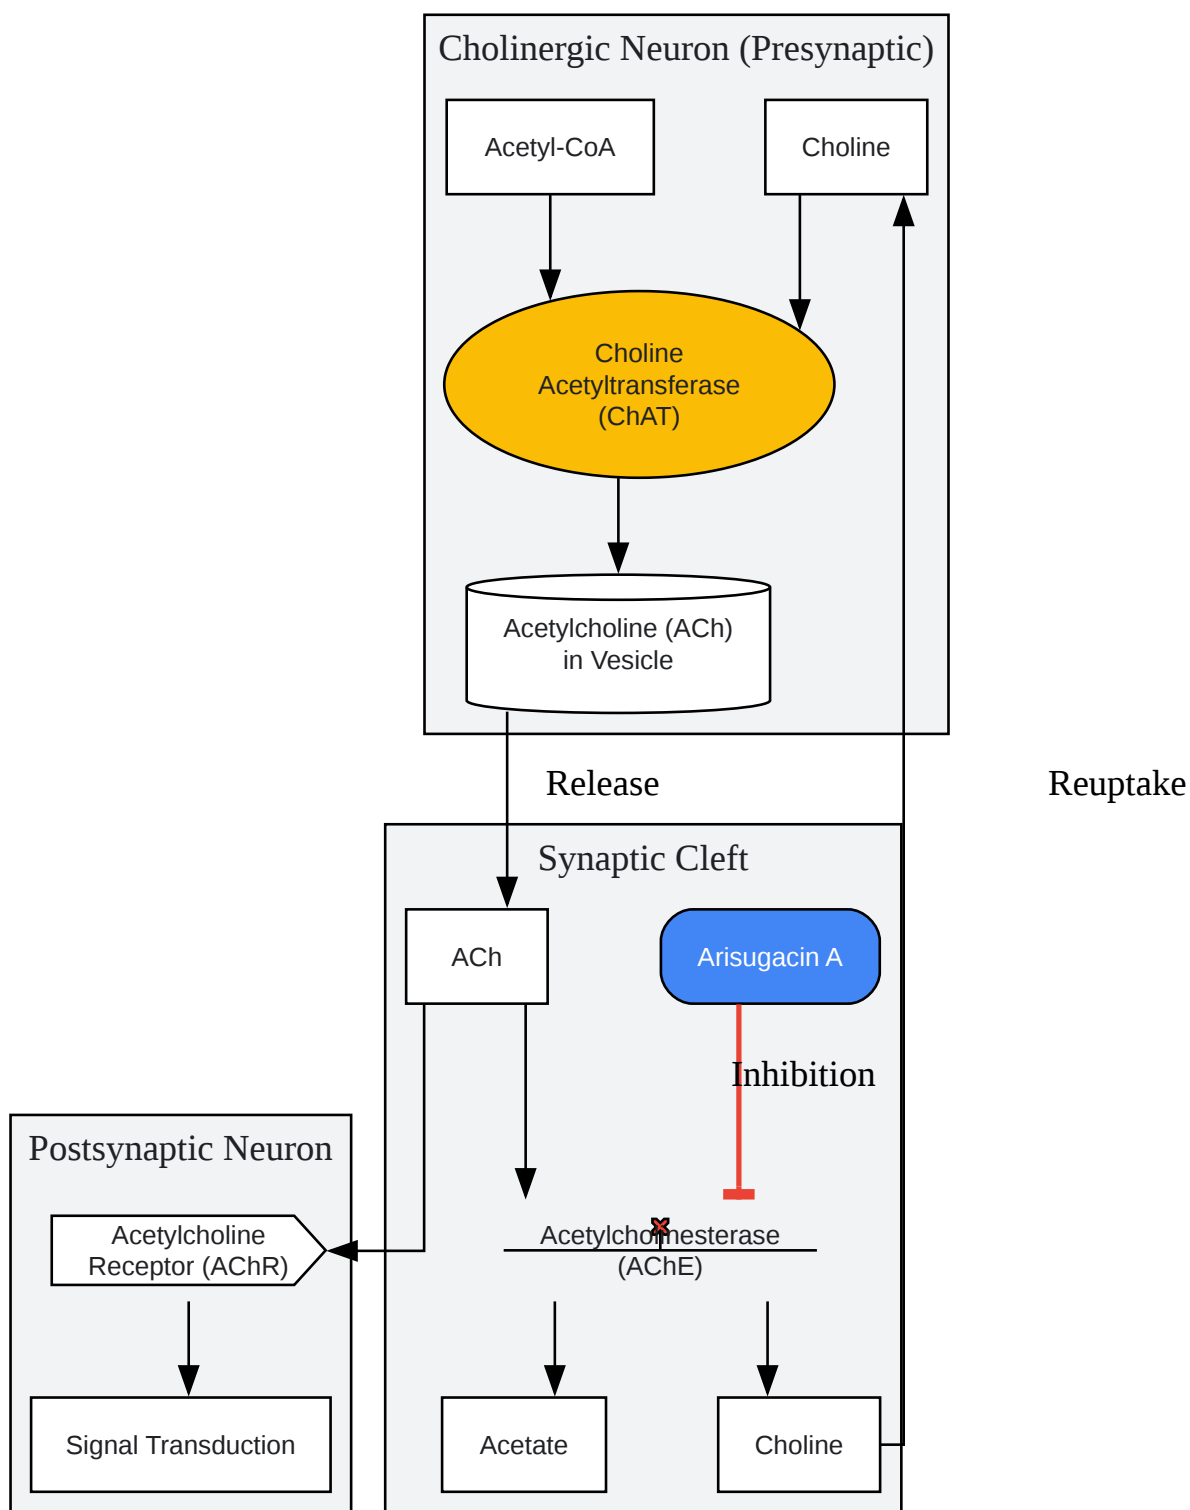 Cholinergic Neuron (Presynaptic)
Acetyl-CoA
Choline
Choline
Acetyltransferase
(ChAT)
Acetylcholine (ACh)
in Vesicle
Release
Reuptake
Synaptic Cleft
ACh
Arisugacin A
Inhibition
Postsynaptic Neuron
Acetylcholine
Receptor (AChR)
Acetylcholinesterase
(AChE)
Signal Transduction
Acetate
Choline